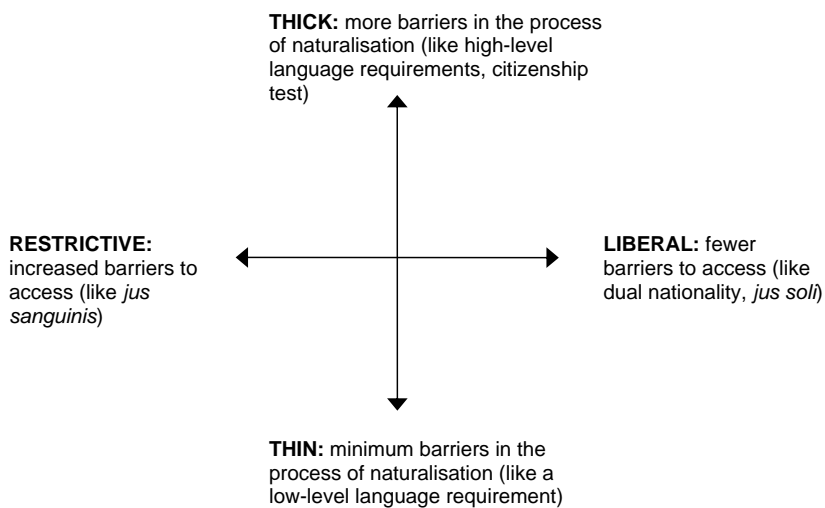 THICK: more barriers in the process
of naturalisation (like high-level
language requirements, citizenship
test)
RESTRICTIVE:
increased barriers to
access (like jus
sanguinis)
LIBERAL: fewer
barriers to access (like
dual nationality, jus soli)
THIN: minimum barriers in the
process of naturalisation (like a
low-level language requirement)